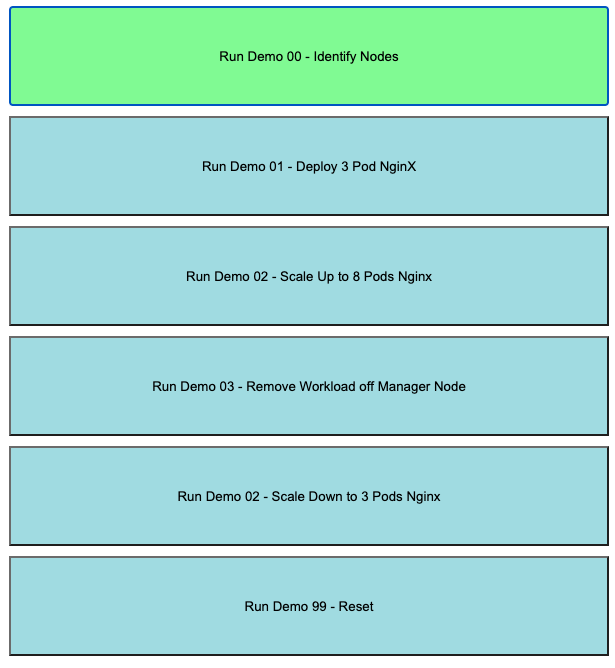 Run Demo 00 - Identify Nodes
Run Demo 01 - Deploy 3 Pod NginX
Run Demo 02 - Scale Up to 8 Pods Nginx
Run Demo 03 - Remove Workload off Manager Node
Run Demo 02 - Scale Down to 3 Pods Nginx
Run Demo 99 - Reset